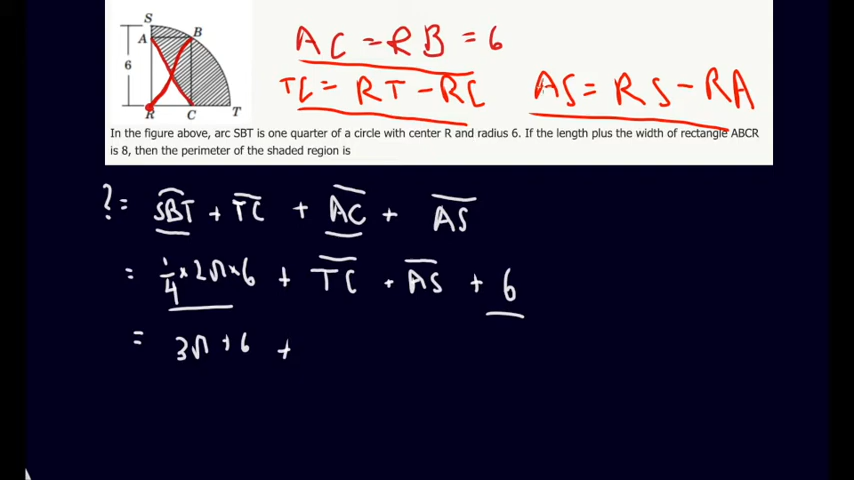 S
A
B
6
R
C
T
AC = RB = 6
TC = RT - RC
AS = RS - RA
In the figure above, arc SBT is one quarter of a circle with center R and radius 6. If the length plus the width of rectangle ABCR
is 8, then the perimeter of the shaded region is
? = SBT + TC + AC + AS
= 1/4 × 2π × 6 + TC + AS + 6
= 3π + 6 +